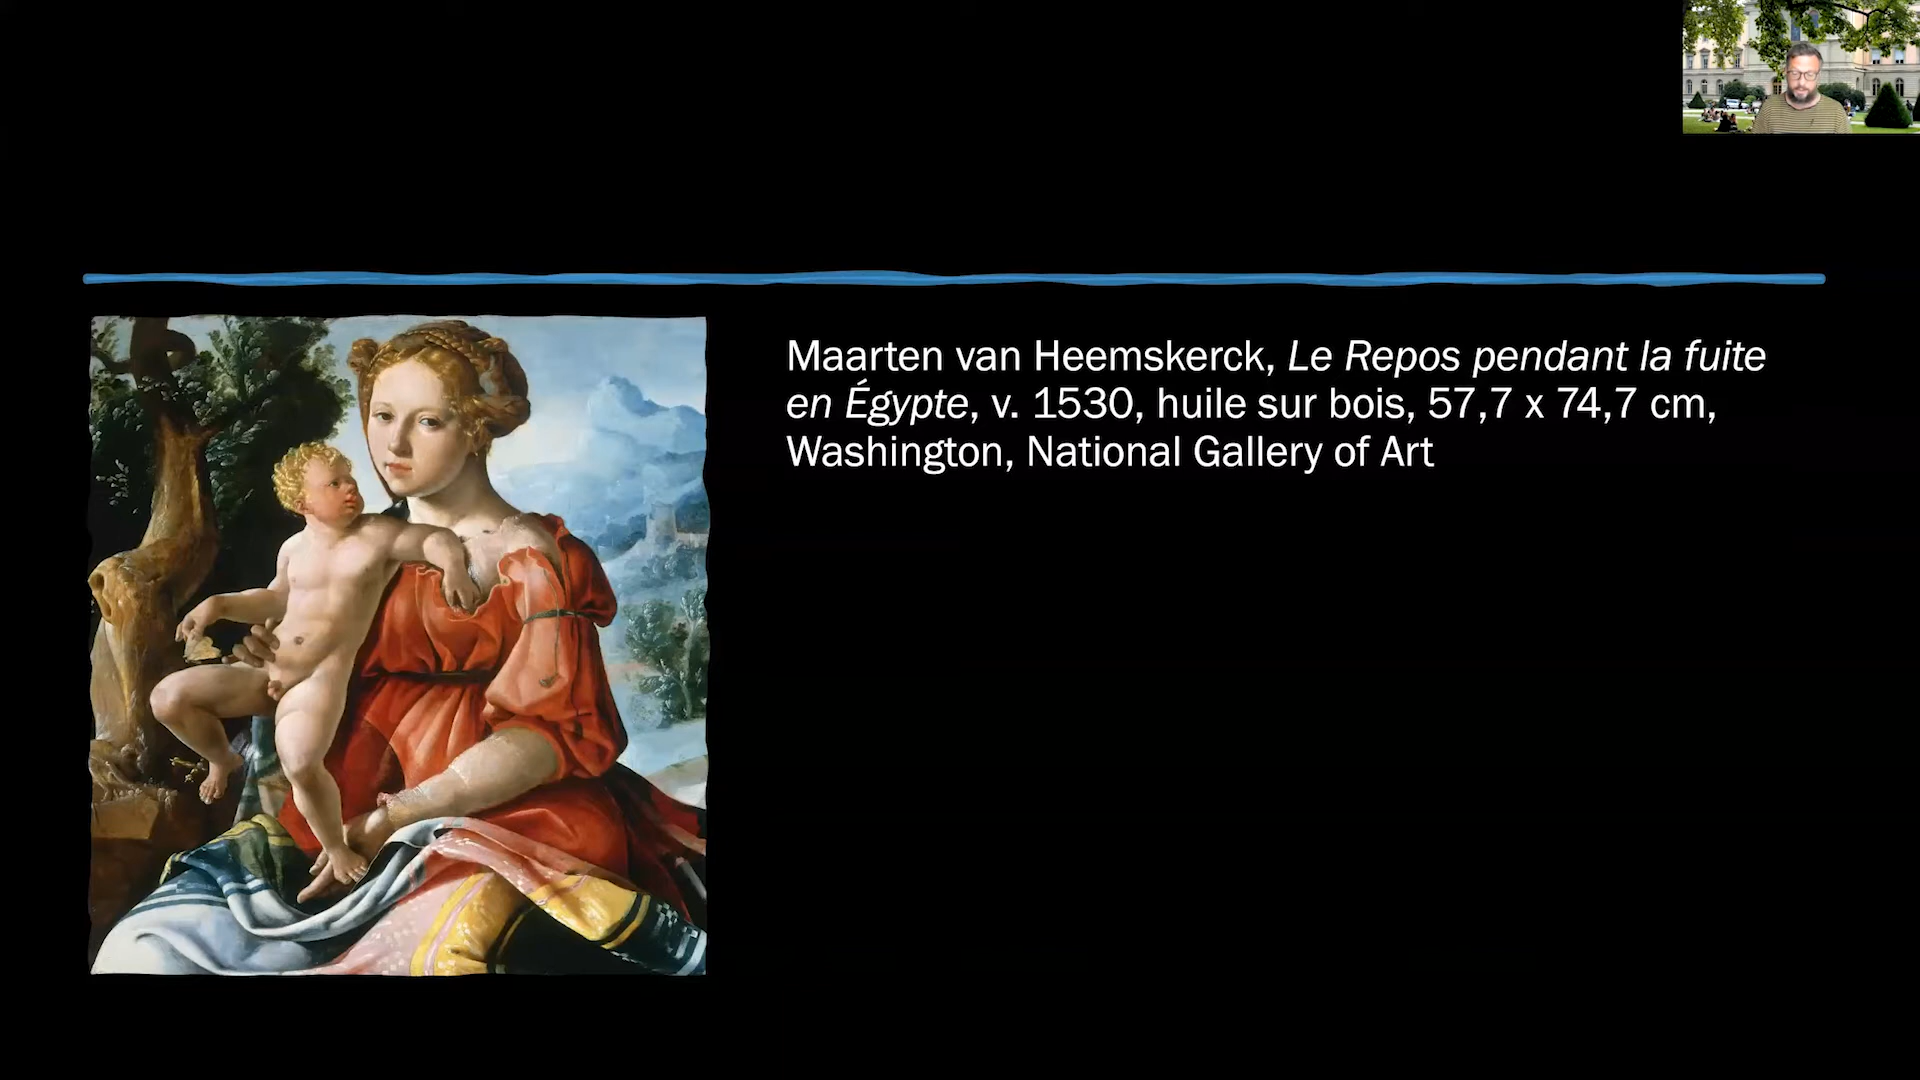 Maarten van Heemskerck, Le Repos pendant la fuite
en Égypte, v. 1530, huile sur bois, 57,7 x 74,7 cm,
Washington, National Gallery of Art